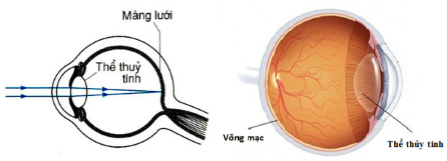 Màng lưới
Thể thuỷ
tinh
Võng mạc
Thể thủy tinh